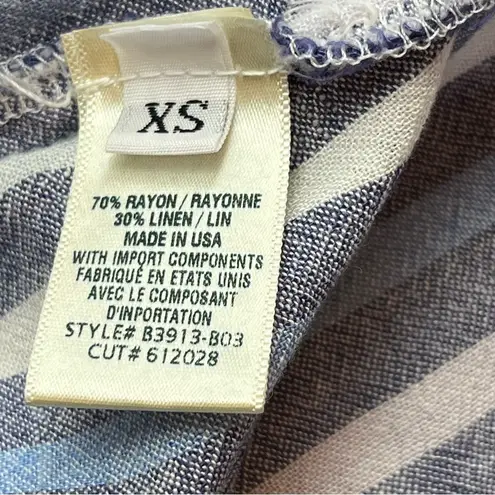 XS
70% RAYON / RAYONNE
30% LINEN / LIN
MADE IN USA
WITH IMPORT COMPONENTS
FABRIQUÉ EN ETATS UNIS
AVEC LE COMPOSANT
D'INPORTATION
STYLE# B3913-B03
CUT# 612028